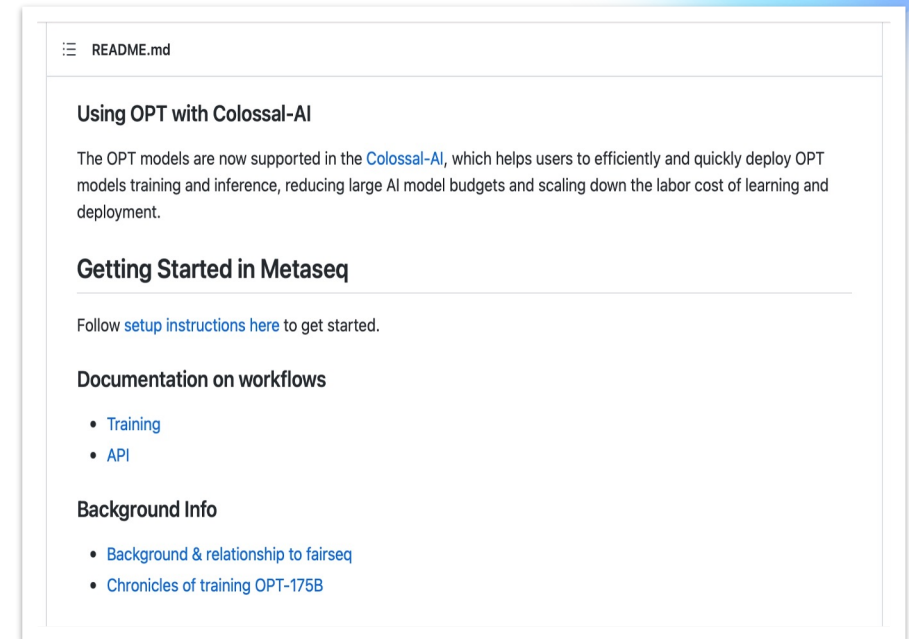 README.md
Using OPT with Colossal-AI
The OPT models are now supported in the Colossal-AI, which helps users to efficiently and quickly deploy OPT
models training and inference, reducing large AI model budgets and scaling down the labor cost of learning and
deployment.
Getting Started in Metaseq
Follow setup instructions here to get started.
Documentation on workflows
• Training
• API
Background Info
• Background & relationship to fairseq
• Chronicles of training OPT-175B